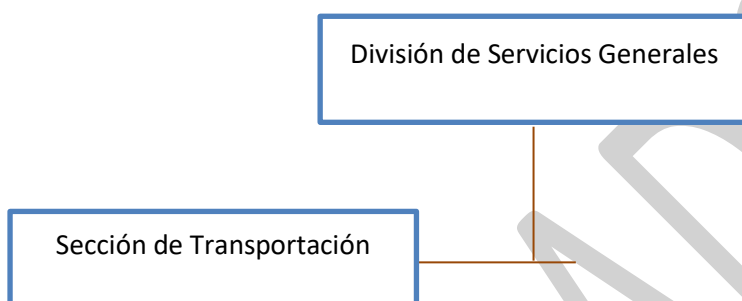 División de Servicios Generales
Sección de Transportación